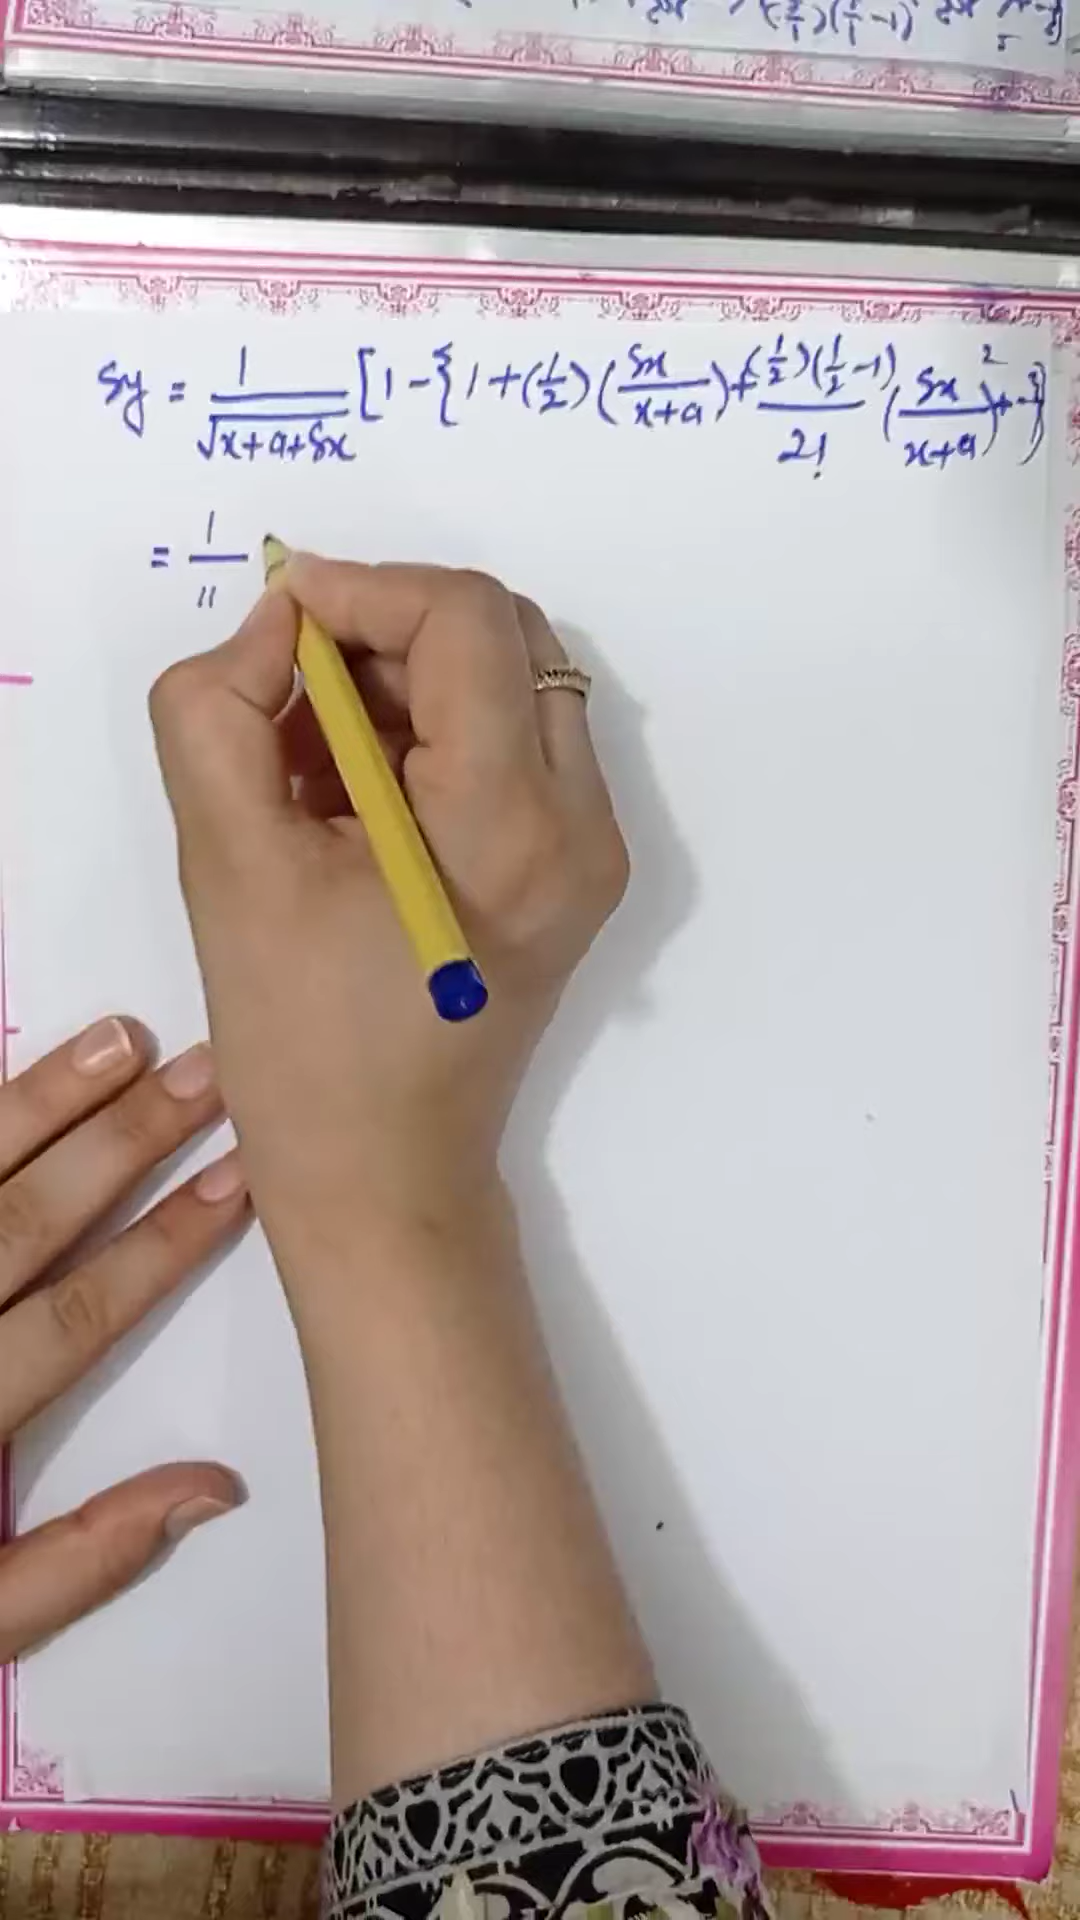 δy = 1/√(x+a+δx) [1 - {1 + (1/2)(δx/(x+a)) + (1/2)(1/2 -1)/2! (δx/(x+a))² + --}
= 1/〃